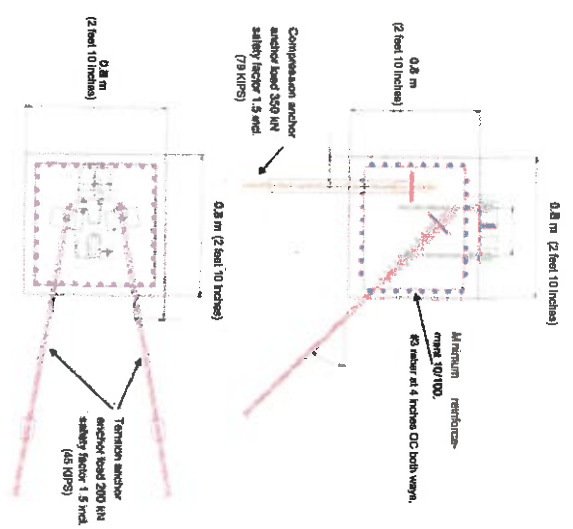 0.8 m
(2 feet 10 inches)
0.8 m (2 feet 10 inches)
Compression anchor
anchor load 350 kN
safety factor 1.5 incl.
(79 KIPS)
Minimum reinforce-
ment 10/100,
#3 rebar at 4 inches OC both ways,
0.8 m
(2 feet 10 inches)
0.8 m (2 feet 10 inches)
Tension anchor
anchor load 200 kN
safety factor 1.5 incl.
(45 KIPS)